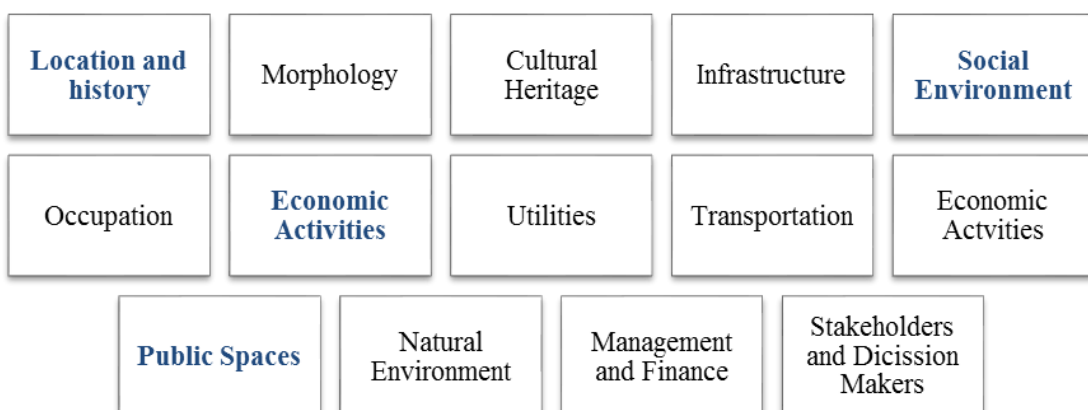 Location and
history
Morphology
Cultural
Heritage
Infrastructure
Social
Environment
Occupation
Economic
Activities
Utilities
Transportation
Economic
Actvities
Public Spaces
Natural
Environment
Management
and Finance
Stakeholders
and Dicission
Makers